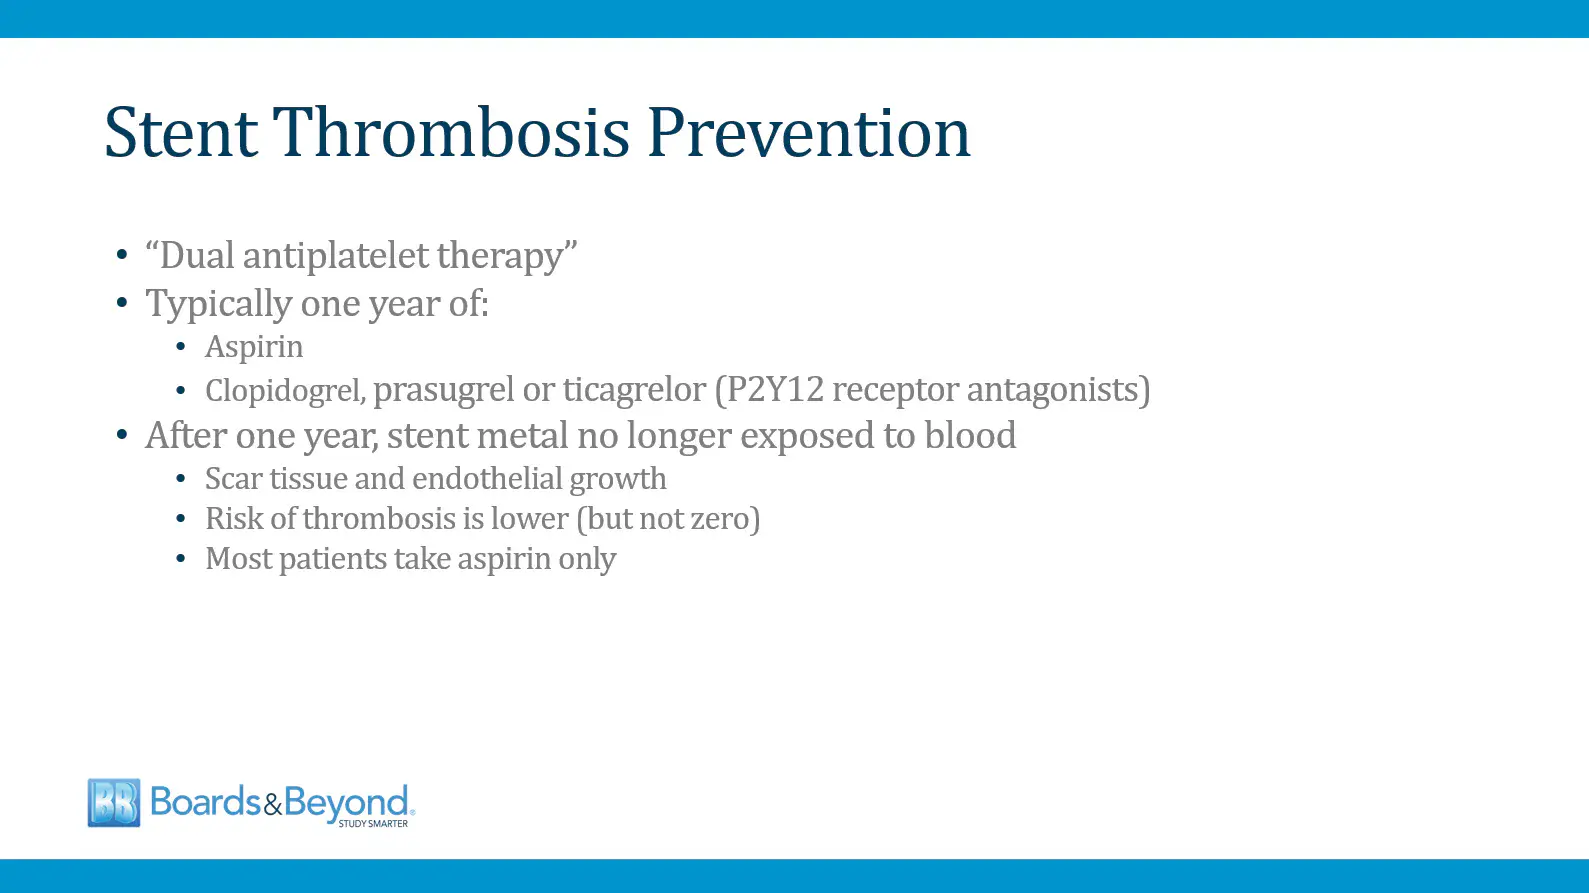 Stent Thrombosis Prevention
• “Dual antiplatelet therapy”
• Typically one year of:
• Aspirin
• Clopidogrel, prasugrel or ticagrelor (P2Y12 receptor antagonists)
• After one year, stent metal no longer exposed to blood
• Scar tissue and endothelial growth
• Risk of thrombosis is lower (but not zero)
• Most patients take aspirin only
BB Boards&Beyond®
STUDY SMARTER